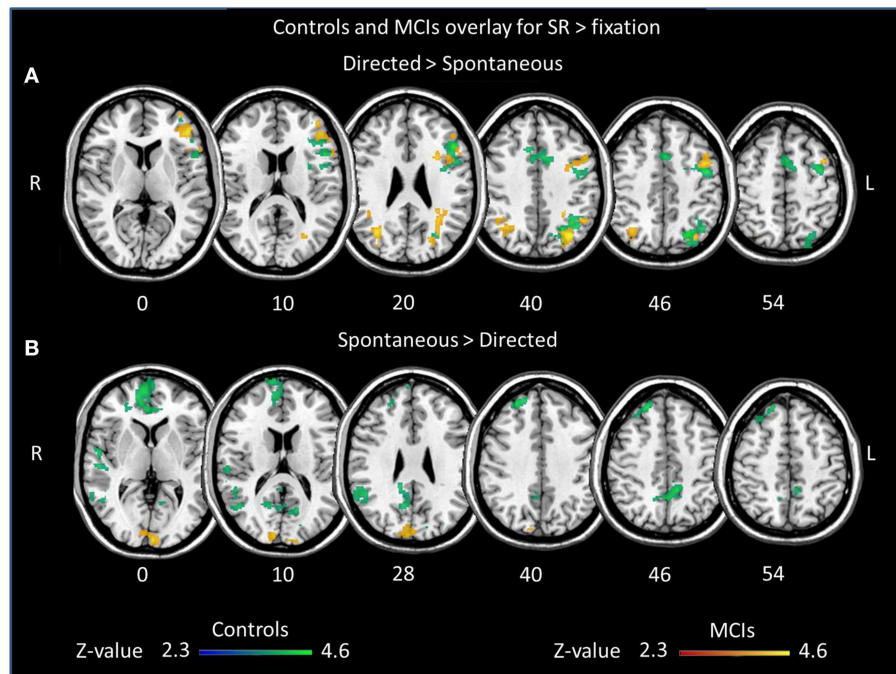 Controls and MCIs overlay for SR > fixation
Directed > Spontaneous
A
R
L
0 10 20 40 46 54
B
Spontaneous > Directed
R
L
0 10 28 40 46 54
Controls
Z-value 2.3 4.6
MCIs
Z-value 2.3 4.6